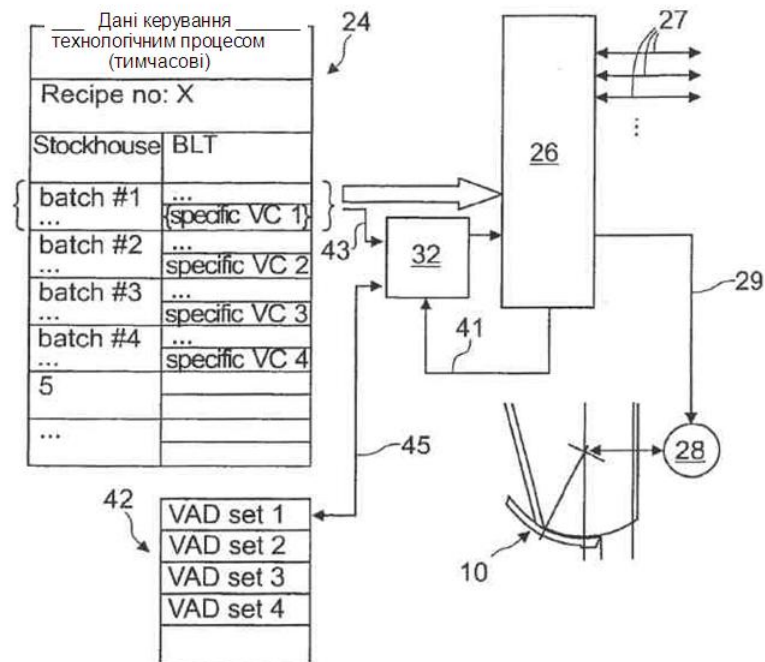 Дані керування
технологічним процесом
(тимчасові)
24
27
Recipe no: X
Stockhouse BLT
26
batch #1 ...
... {specific VC 1}
43
32
batch #2 ...
... specific VC 2
29
batch #3 ...
... specific VC 3
41
batch #4 ...
... specific VC 4
5
...
45
28
42
VAD set 1
10
VAD set 2
VAD set 3
VAD set 4